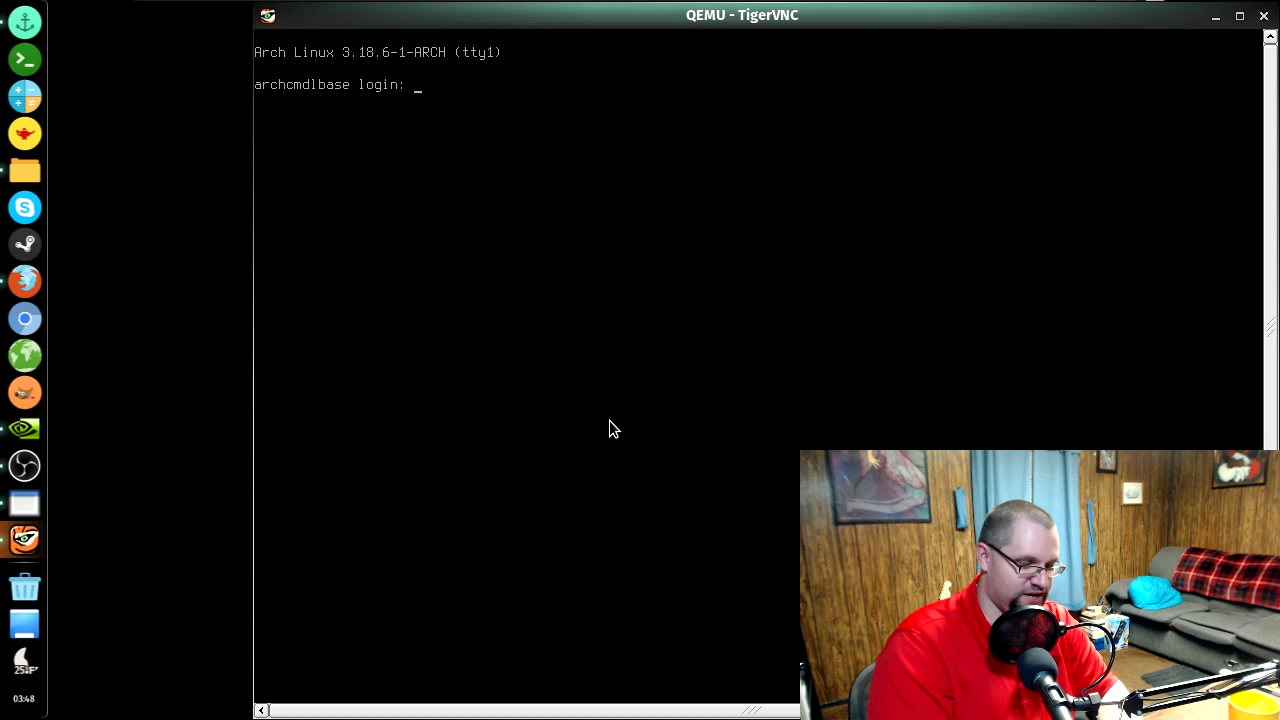 QEMU - TigerVNC
Arch Linux 3.18.6-1-ARCH (tty1)
archcmdlbase login: _
S
25°F
03:48